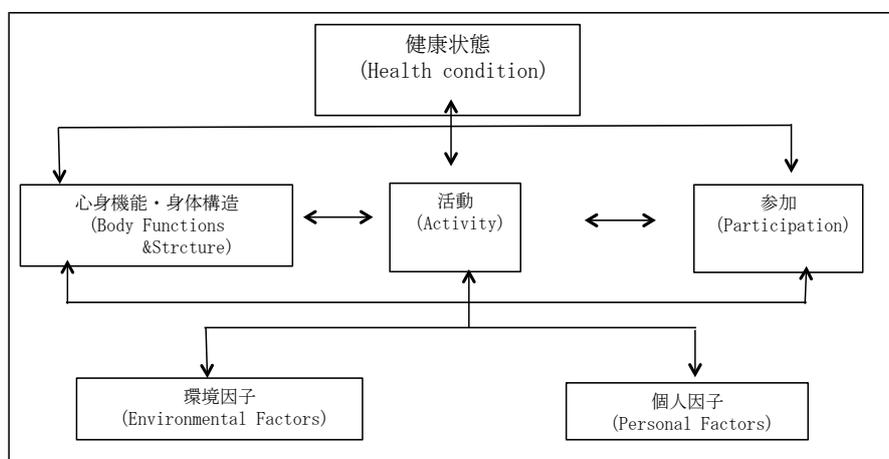 健康状態
(Health condition)
心身機能・身体構造
(Body Functions
&Strcture)
活動
(Activity)
参加
(Participation)
環境因子
(Environmental Factors)
個人因子
(Personal Factors)